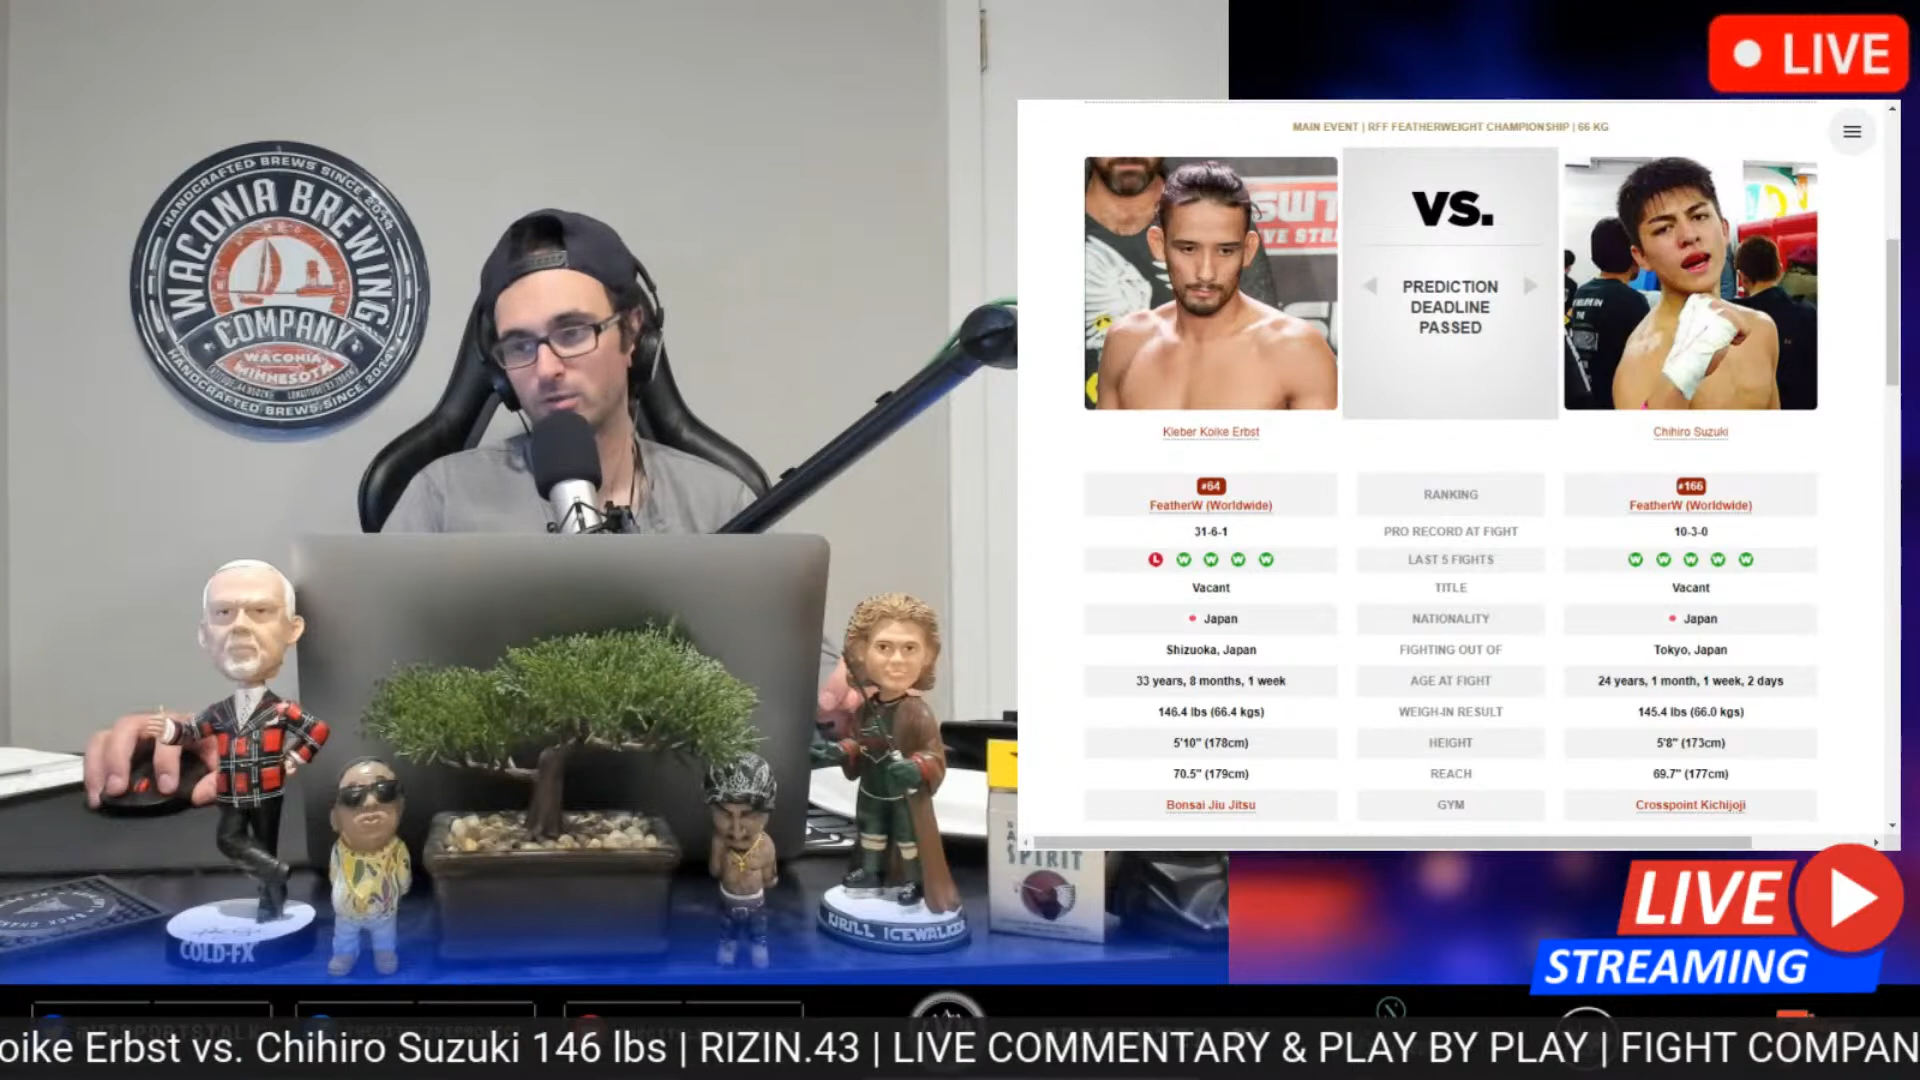 LIVE
HANDCRAFTED BREWS SINCE 2014
WACONIA BREWING
COMPANY
WACONIA
MINNESOTA
HANDCRAFTED BREWS SINCE 2014
MAIN EVENT | RFF FEATHERWEIGHT CHAMPIONSHIP | 66 KG
VS.
PREDICTION
DEADLINE
PASSED
Kleber Koike Erbst
Chihiro Suzuki
#64 RANKING #166
FeatherW (Worldwide) FeatherW (Worldwide)
31-6-1 PRO RECORD AT FIGHT 10-3-0
L W W W W LAST 5 FIGHTS W W W W W
Vacant TITLE Vacant
Japan NATIONALITY Japan
Shizuoka, Japan FIGHTING OUT OF Tokyo, Japan
33 years, 8 months, 1 week AGE AT FIGHT 24 years, 1 month, 1 week, 2 days
146.4 lbs (66.4 kgs) WEIGH-IN RESULT 145.4 lbs (66.0 kgs)
5'10" (178cm) HEIGHT 5'8" (173cm)
70.5" (179cm) REACH 69.7" (177cm)
Bonsai Jiu Jitsu GYM Crosspoint Kichijoji
SPIRIT
COLD-FX
KIRILL ICEWALKER
LIVE
STREAMING
oike Erbst vs. Chihiro Suzuki 146 lbs | RIZIN.43 | LIVE COMMENTARY & PLAY BY PLAY | FIGHT COMPAN